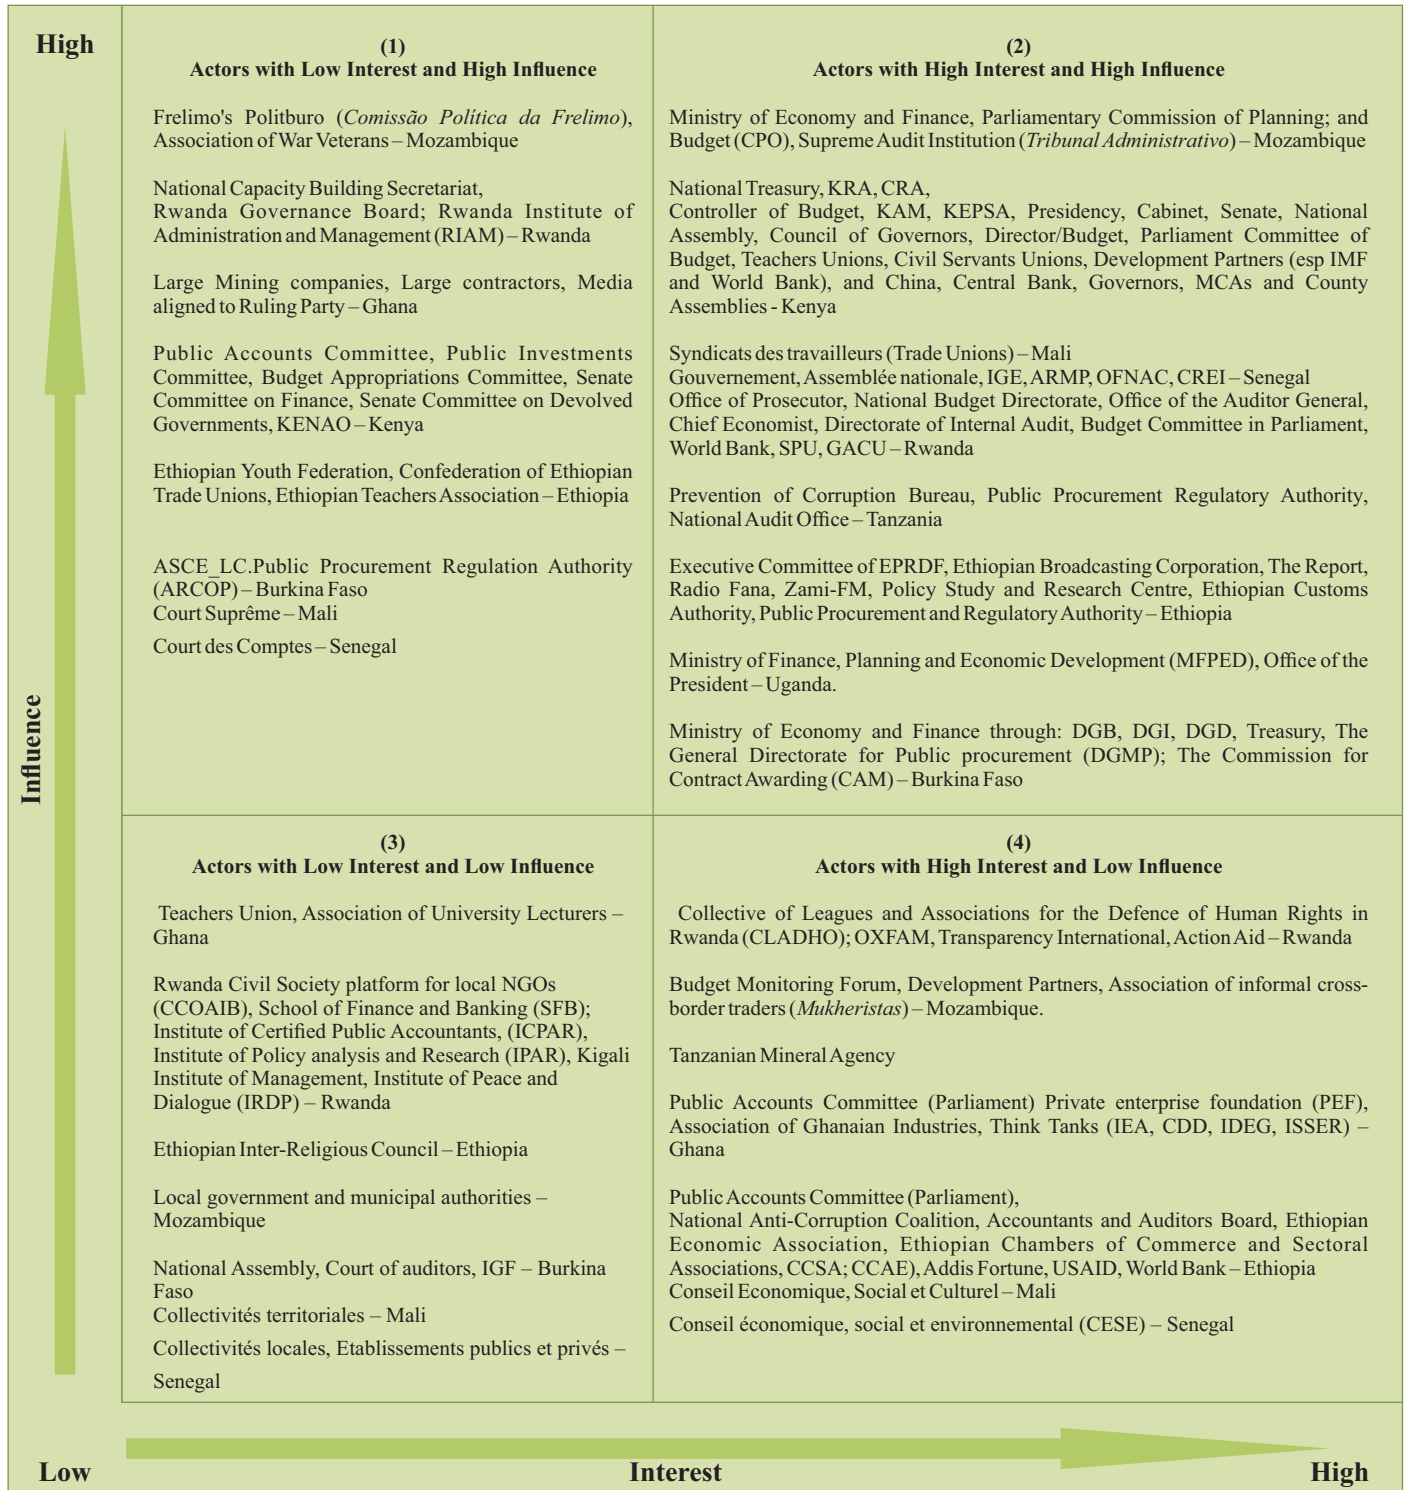 High
(1)
Actors with Low Interest and High Influence
Frelimo's Politburo (Comissão Política da Frelimo),
Association of War Veterans – Mozambique
National Capacity Building Secretariat,
Rwanda Governance Board; Rwanda Institute of
Administration and Management (RIAM) – Rwanda
Large Mining companies, Large contractors, Media
aligned to Ruling Party – Ghana
Public Accounts Committee, Public Investments
Committee, Budget Appropriations Committee, Senate
Committee on Finance, Senate Committee on Devolved
Governments, KENAO – Kenya
Ethiopian Youth Federation, Confederation of Ethiopian
Trade Unions, Ethiopian Teachers Association – Ethiopia
ASCE_LC.Public Procurement Regulation Authority
(ARCOP) – Burkina Faso
Court Suprême – Mali
Court des Comptes – Senegal
(2)
Actors with High Interest and High Influence
Ministry of Economy and Finance, Parliamentary Commission of Planning; and
Budget (CPO), Supreme Audit Institution (Tribunal Administrativo) – Mozambique
National Treasury, KRA, CRA,
Controller of Budget, KAM, KEPSA, Presidency, Cabinet, Senate, National
Assembly, Council of Governors, Director/Budget, Parliament Committee of
Budget, Teachers Unions, Civil Servants Unions, Development Partners (esp IMF
and World Bank), and China, Central Bank, Governors, MCAs and County
Assemblies - Kenya
Syndicats des travailleurs (Trade Unions) – Mali
Gouvernement, Assemblée nationale, IGE, ARMP, OFNAC, CREI – Senegal
Office of Prosecutor, National Budget Directorate, Office of the Auditor General,
Chief Economist, Directorate of Internal Audit, Budget Committee in Parliament,
World Bank, SPU, GACU – Rwanda
Prevention of Corruption Bureau, Public Procurement Regulatory Authority,
National Audit Office – Tanzania
Executive Committee of EPRDF, Ethiopian Broadcasting Corporation, The Report,
Radio Fana, Zami-FM, Policy Study and Research Centre, Ethiopian Customs
Authority, Public Procurement and Regulatory Authority – Ethiopia
Ministry of Finance, Planning and Economic Development (MFPED), Office of the
President – Uganda.
Ministry of Economy and Finance through: DGB, DGI, DGD, Treasury, The
General Directorate for Public procurement (DGMP); The Commission for
Contract Awarding (CAM) – Burkina Faso
Influence
(3)
Actors with Low Interest and Low Influence
Teachers Union, Association of University Lecturers –
Ghana
Rwanda Civil Society platform for local NGOs
(CCOAIB), School of Finance and Banking (SFB);
Institute of Certified Public Accountants, (ICPAR),
Institute of Policy analysis and Research (IPAR), Kigali
Institute of Management, Institute of Peace and
Dialogue (IRDP) – Rwanda
Ethiopian Inter-Religious Council – Ethiopia
Local government and municipal authorities –
Mozambique
National Assembly, Court of auditors, IGF – Burkina
Faso
Collectivités territoriales – Mali
Collectivités locales, Etablissements publics et privés –
Senegal
(4)
Actors with High Interest and Low Influence
Collective of Leagues and Associations for the Defence of Human Rights in
Rwanda (CLADHO); OXFAM, Transparency International, Action Aid – Rwanda
Budget Monitoring Forum, Development Partners, Association of informal cross-
border traders (Mukheristas) – Mozambique.
Tanzanian Mineral Agency
Public Accounts Committee (Parliament) Private enterprise foundation (PEF),
Association of Ghanaian Industries, Think Tanks (IEA, CDD, IDEG, ISSER) –
Ghana
Public Accounts Committee (Parliament),
National Anti-Corruption Coalition, Accountants and Auditors Board, Ethiopian
Economic Association, Ethiopian Chambers of Commerce and Sectoral
Associations, CCSA; CCAE), Addis Fortune, USAID, World Bank – Ethiopia
Conseil Economique, Social et Culturel – Mali
Conseil économique, social et environnemental (CESE) – Senegal
Low
Interest
High